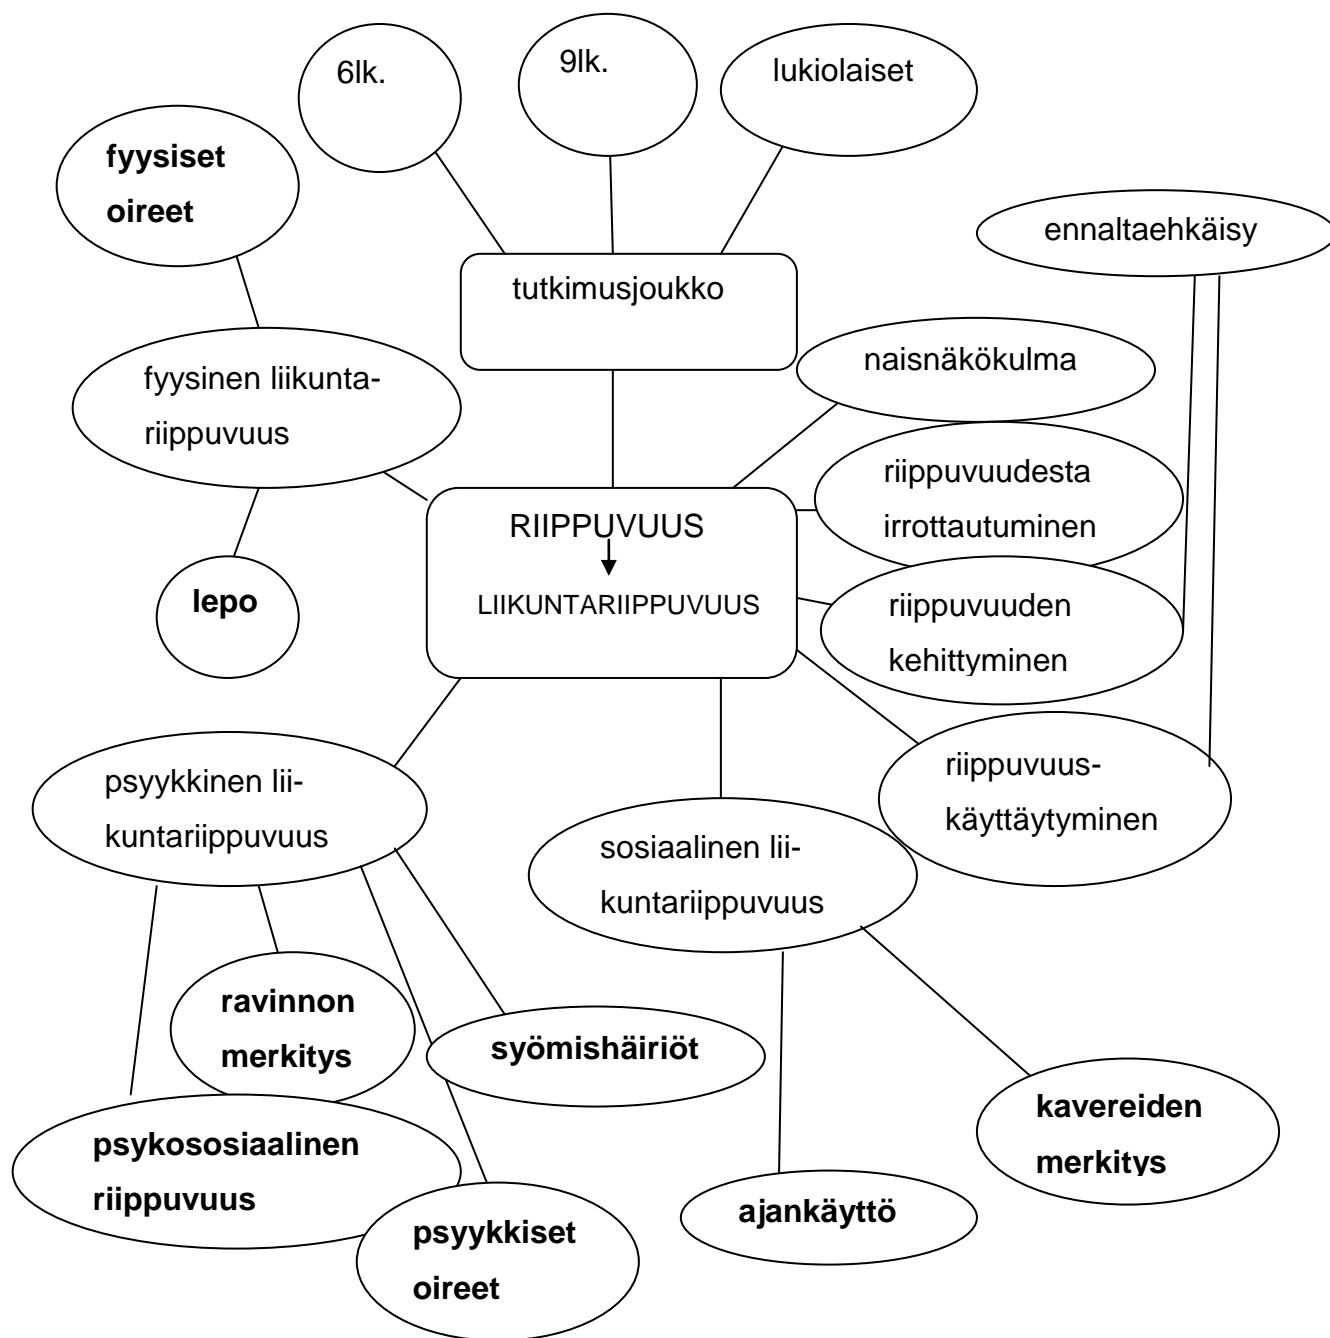 6lk.
9lk.
lukiolaiset
fyysiset
oireet
ennaltaehkäisy
tutkimusjoukko
naisnäkökulma
fyysinen liikunta-
riippuvuus
riippuvuudesta
irrottautuminen
RIIPPUVUUS
LIIKUNTARIIPPUVUUS
lepo
riippuvuuden
kehittyminen
psyykkinen lii-
kuntariippuvuus
riippuvuus-
käyttäytyminen
sosiaalinen lii-
kuntariippuvuus
ravinnon
merkitys
syömishäiriöt
kavereiden
merkitys
psykososiaalinen
riippuvuus
ajankäyttö
psyykkiset
oireet